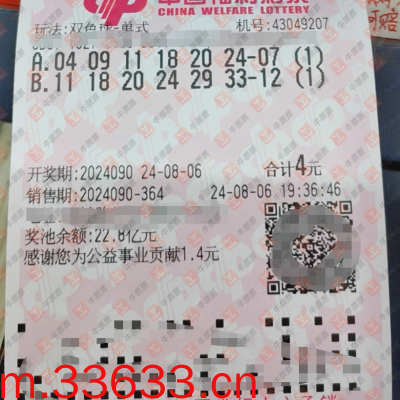 CHINA WELFARE LOTTERY
玩法:双色球-单式 机号:43049207
A.04 09 11 18 20 24-07 (1)
B.11 18 20 24 29 33-12 (1)
开奖期:2024090 24-08-06 合计4元
销售期:2024090-364 24-08-06 19:36:46
奖池余额:22.8亿元
感谢您为公益事业贡献1.4元
m.33633.cn